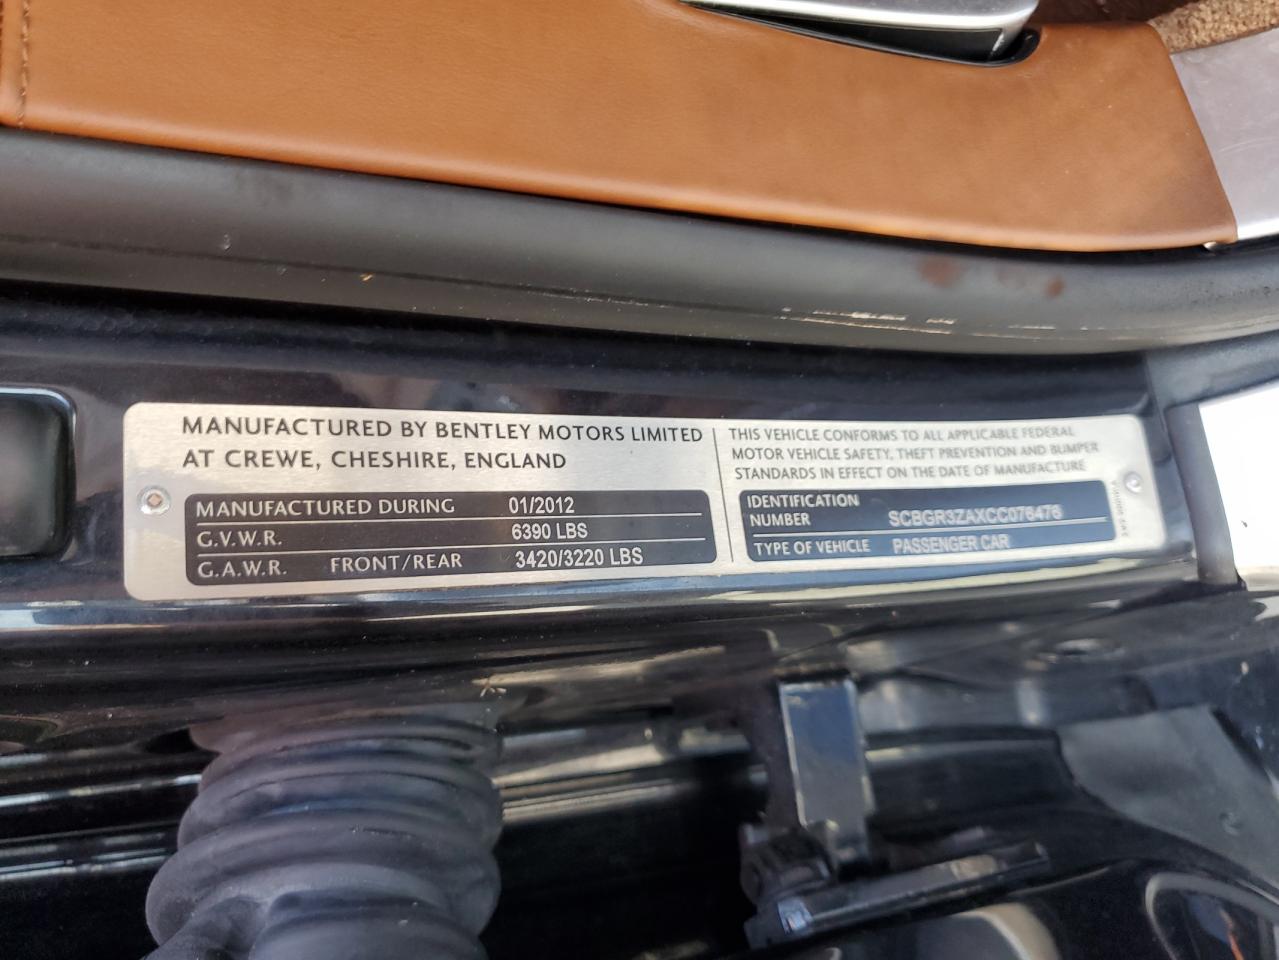 MANUFACTURED BY BENTLEY MOTORS LIMITED
AT CREWE, CHESHIRE, ENGLAND
MANUFACTURED DURING 01/2012
G.V.W.R. 6390 LBS
G.A.W.R. FRONT/REAR 3420/3220 LBS
THIS VEHICLE CONFORMS TO ALL APPLICABLE FEDERAL
MOTOR VEHICLE SAFETY, THEFT PREVENTION AND BUMPER
STANDARDS IN EFFECT ON THE DATE OF MANUFACTURE
IDENTIFICATION
NUMBER SCBGR3ZAXCC076476
TYPE OF VEHICLE PASSENGER CAR